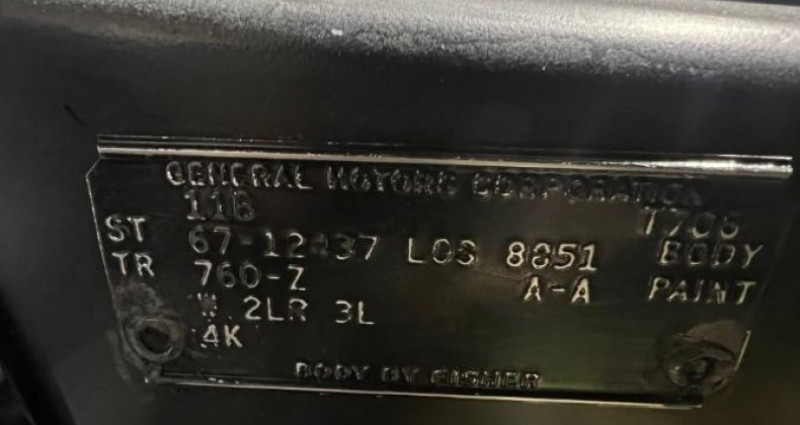 GENERAL MOTORS CORPORATION
11B T706
ST 67-12437 LOS 8851 BODY
TR 760-Z A-A PAINT
W 2LR 3L
4K
BODY BY FISHER